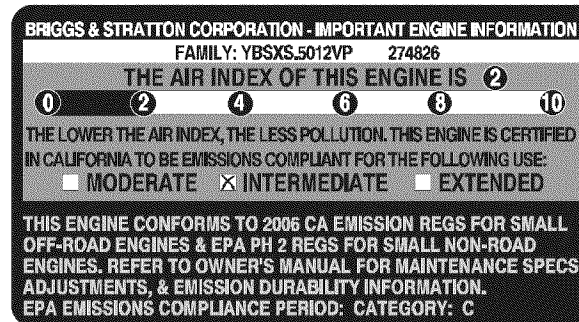 BRIGGS & STRATTON CORPORATION - IMPORTANT ENGINE INFORMATION
FAMILY: YBSXS.5012VP 274826
THE AIR INDEX OF THIS ENGINE IS 2
0 2 4 6 8 10
THE LOWER THE AIR INDEX, THE LESS POLLUTION. THIS ENGINE IS CERTIFIED
IN CALIFORNIA TO BE EMISSIONS COMPLIANT FOR THE FOLLOWING USE:
MODERATE INTERMEDIATE EXTENDED
THIS ENGINE CONFORMS TO 2006 CA EMISSION REGS FOR SMALL
OFF-ROAD ENGINES & EPA PH 2 REGS FOR SMALL NON-ROAD
ENGINES. REFER TO OWNER'S MANUAL FOR MAINTENANCE SPECS
ADJUSTMENTS, & EMISSION DURABILITY INFORMATION.
EPA EMISSIONS COMPLIANCE PERIOD: CATEGORY: C